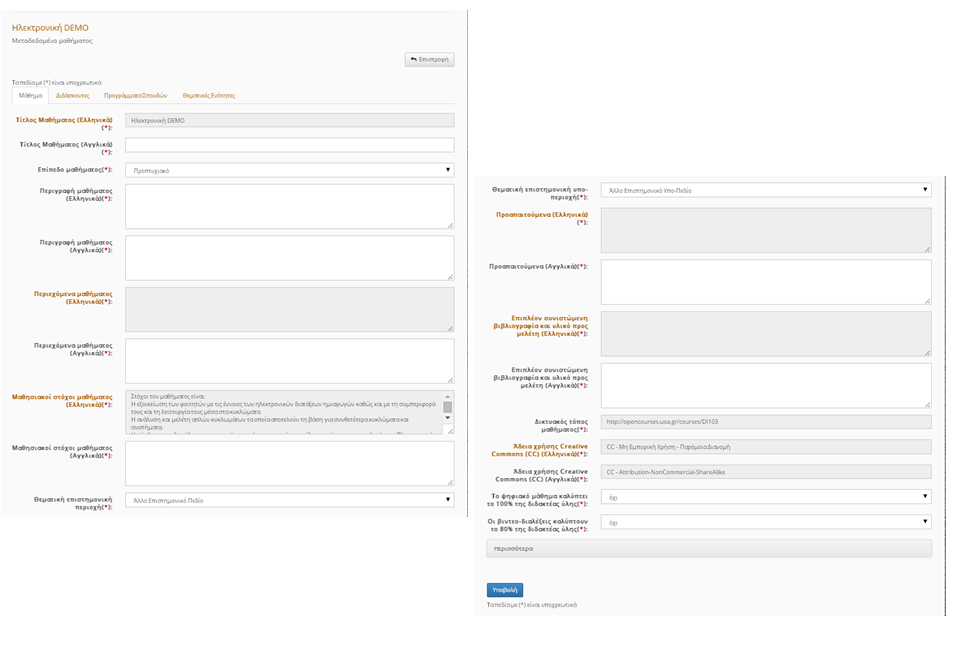 Ηλεκτρονική DEMO
Μεταδεδομένα μαθήματος
Επιστροφή
Τα πεδία με (*) είναι υποχρεωτικά
Μάθημα Διδάσκοντες Προγράμματα Σπουδών Θεματικές Ενότητες
Τίτλος Μαθήματος (Ελληνικά)
(*):
Ηλεκτρονική DEMO
Τίτλος Μαθήματος (Αγγλικά)
(*):
Επίπεδο μαθήματος(*):
Προπτυχιακό
Περιγραφή μαθήματος
(Ελληνικά)(*):
Περιγραφή μαθήματος
(Αγγλικά)(*):
Περιεχόμενα μαθήματος
(Ελληνικά)(*):
Περιεχόμενα μαθήματος
(Αγγλικά)(*):
Μαθησιακοί στόχοι μαθήματος
(Ελληνικά)(*):
Στόχοι του μαθήματος είναι:
Η εξοικείωση των φοιτητών με τις έννοιες των ηλεκτρονικών διατάξεων ημιαγωγών καθώς και με τη συμπεριφορά
τους και τη λειτουργία τους μέσα στα κυκλώματα.
Η ανάλυση και μελέτη απλών κυκλωμάτων τα οποία αποτελούν τη βάση για συνθετότερα κυκλώματα και
συστήματα.
Μαθησιακοί στόχοι μαθήματος
(Αγγλικά)(*):
Θεματική επιστημονική
περιοχή(*):
Άλλο Επιστημονικό Πεδίο
Θεματική επιστημονική υπο-
περιοχή(*):
Άλλο Επιστημονικό Υπο-Πεδίο
Προαπαιτούμενα (Ελληνικά)
(*):
Προαπαιτούμενα (Αγγλικά)(*):
Επιπλέον συνιστώμενη
βιβλιογραφία και υλικό προς
μελέτη (Ελληνικά)(*):
Επιπλέον συνιστώμενη
βιβλιογραφία και υλικό προς
μελέτη (Αγγλικά)(*):
Δικτυακός τόπος
μαθήματος(*):
http://opencourses.uoa.gr/courses/DI103
Άδεια χρήσης Creative
Commons (CC) (Ελληνικά)(*):
CC - Μη Εμπορική Χρήση - Παρόμοια Διανομή
Άδεια χρήσης Creative
Commons (CC) (Αγγλικά)(*):
CC - Attribution-NonCommercial-ShareAlike
Το ψηφιακό μάθημα καλύπτει
το 100% της διδακτέας ύλης(*):
όχι
Οι βιντεο-διαλέξεις καλύπτουν
το 80% της διδακτέας ύλης(*):
όχι
περισσότερα
Υποβολή
Τα πεδία με (*) είναι υποχρεωτικά